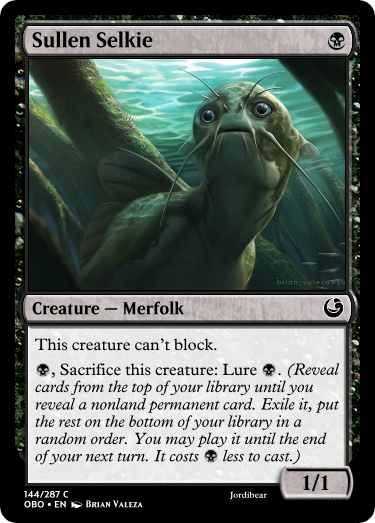 Sullen Selkie
brian_valezaeye
Creature — Merfolk
This creature can't block.
, Sacrifice this creature: Lure . (Reveal
cards from the top of your library until you
reveal a nonland permanent card. Exile it, put
the rest on the bottom of your library in a
random order. You may play it until the end
of your next turn. It costs less to cast.)
1/1
144/287 C
OBO • EN Brian Valeza
Jordibear